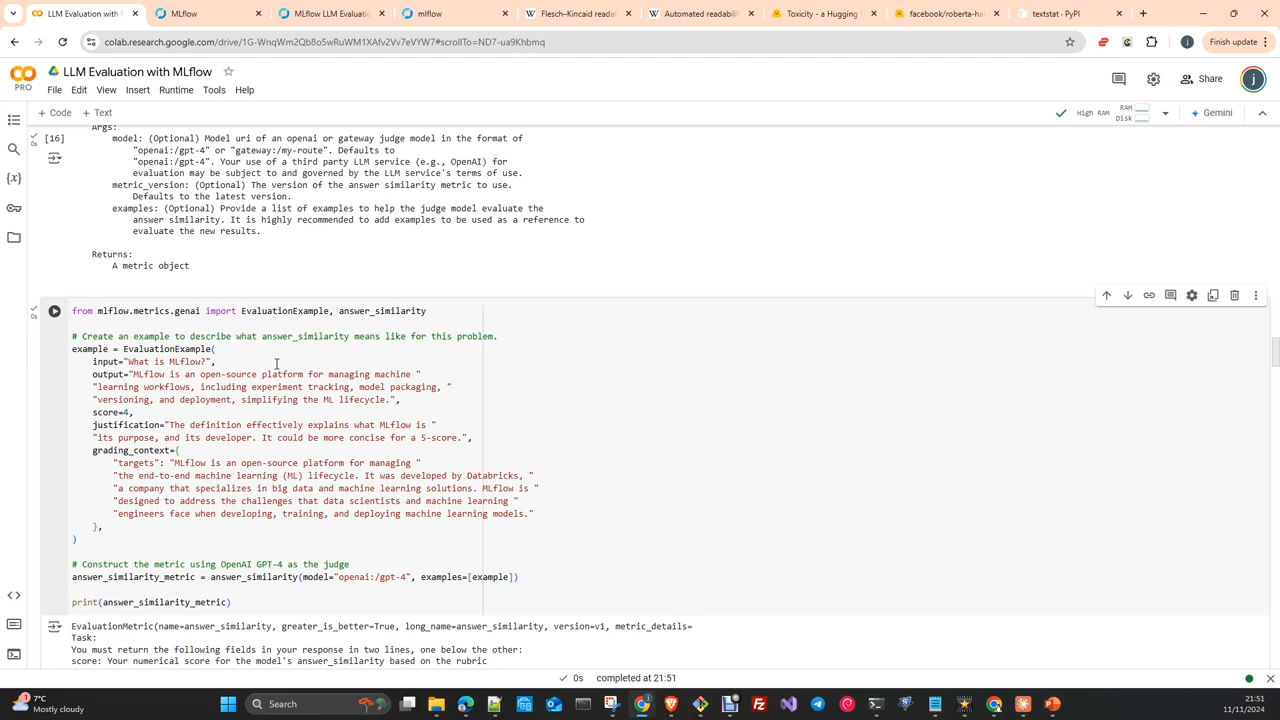 LLM Evaluation with MLflow
MLflow
MLflow LLM Evaluation
mlflow
Flesch–Kincaid readab
Automated readability
Toxicity - a Hugging
facebook/roberta-hat
textstat · PyPI
colab.research.google.com/drive/1G-WnqWm2Qb8o5wRuWM1XAfv2Vv7eVYW7#scrollTo=ND7-ua9Khbmq
j
Finish update
CO
PRO
LLM Evaluation with MLflow
File Edit View Insert Runtime Tools Help
Share
j
+ Code + Text
High RAM
RAM
Disk
Gemini
[16]
0s
Args:
model: (Optional) Model uri of an openai or gateway judge model in the format of
"openai:/gpt-4" or "gateway:/my-route". Defaults to
"openai:/gpt-4". Your use of a third party LLM service (e.g., OpenAI) for
evaluation may be subject to and governed by the LLM service's terms of use.
metric_version: (Optional) The version of the answer similarity metric to use.
Defaults to the latest version.
examples: (Optional) Provide a list of examples to help the judge model evaluate the
answer similarity. It is highly recommended to add examples to be used as a reference to
evaluate the new results.
Returns:
A metric object
0s
from mlflow.metrics.genai import EvaluationExample, answer_similarity
# Create an example to describe what answer_similarity means like for this problem.
example = EvaluationExample(
input="What is MLflow?",
output="MLflow is an open-source platform for managing machine "
"learning workflows, including experiment tracking, model packaging, "
"versioning, and deployment, simplifying the ML lifecycle.",
score=4,
justification="The definition effectively explains what MLflow is "
"its purpose, and its developer. It could be more concise for a 5-score.",
grading_context={
"targets": "MLflow is an open-source platform for managing "
"the end-to-end machine learning (ML) lifecycle. It was developed by Databricks, "
"a company that specializes in big data and machine learning solutions. MLflow is "
"designed to address the challenges that data scientists and machine learning "
"engineers face when developing, training, and deploying machine learning models."
},
)
# Construct the metric using OpenAI GPT-4 as the judge
answer_similarity_metric = answer_similarity(model="openai:/gpt-4", examples=[example])
print(answer_similarity_metric)
EvaluationMetric(name=answer_similarity, greater_is_better=True, long_name=answer_similarity, version=v1, metric_details=
Task:
You must return the following fields in your response in two lines, one below the other:
score: Your numerical score for the model's answer_similarity based on the rubric
0s completed at 21:51
7°C
Mostly cloudy
Search
21:51
11/11/2024